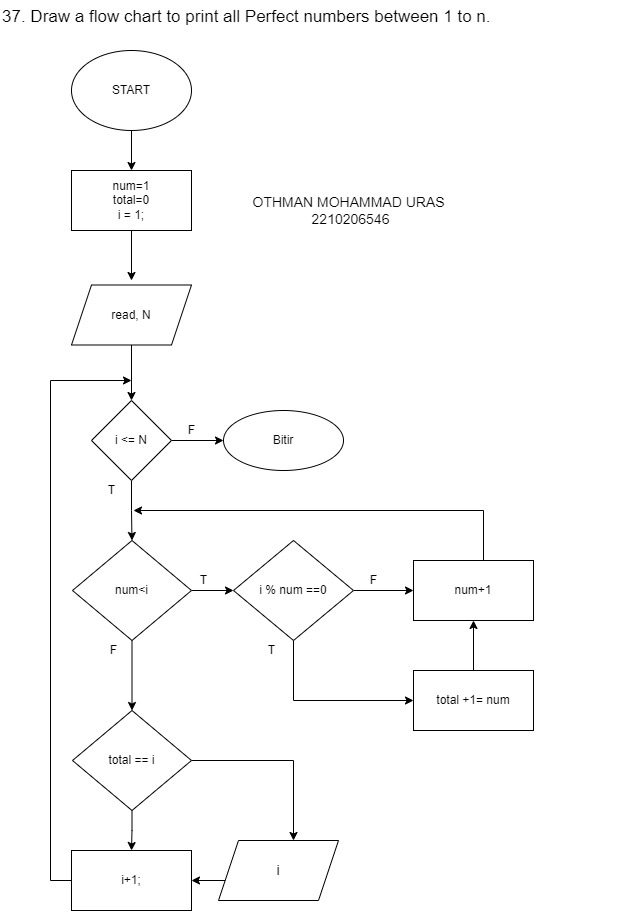 37. Draw a flow chart to print all Perfect numbers between 1 to n.
START
num=1
total=0
i = 1;
OTHMAN MOHAMMAD URAS
2210206546
read, N
i <= N
F
Bitir
T
num<i
T
i % num ==0
F
num+1
F
T
total +1= num
total == i
i+1;
i